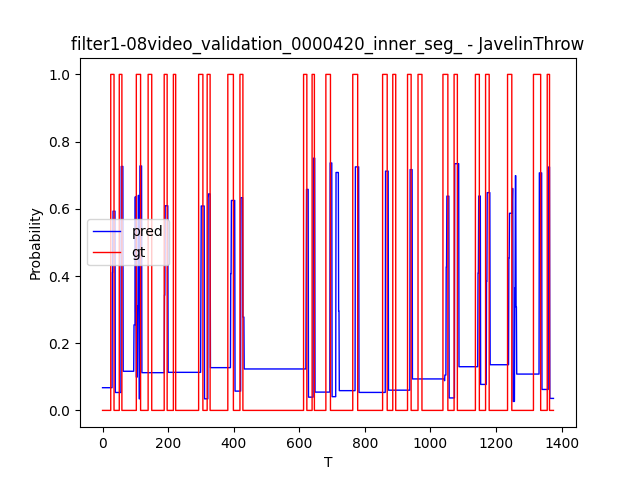 filter1-08video_validation_0000420_inner_seg_ - JavelinThrow
1.0
0.8
0.6
0.4
0.2
0.0
Probability
pred
gt
0 200 400 600 800 1000 1200 1400
T